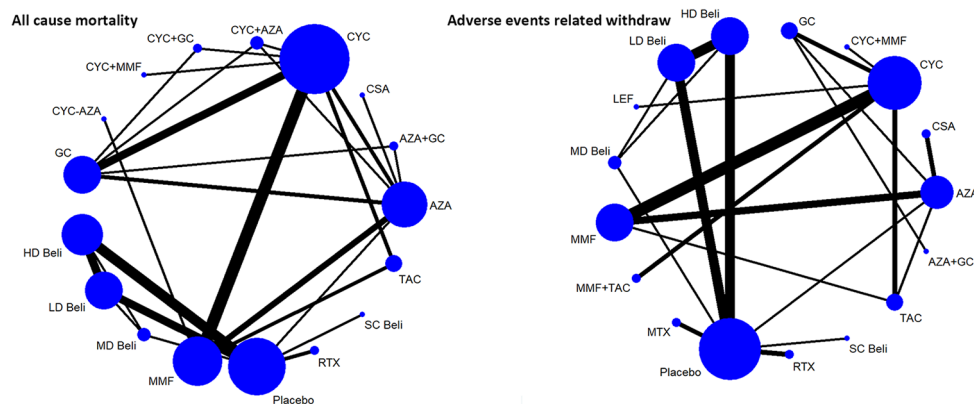 All cause mortality
CYC+AZA
CYC
CYC+GC
CYC+MMF
CSA
CYC-AZA
AZA+GC
GC
AZA
HD Beli
TAC
LD Beli
SC Beli
MD Beli
RTX
MMF
Placebo
Adverse events related withdraw
HD Beli
GC
LD Beli
CYC+MMF
CYC
LEF
CSA
MD Beli
AZA
MMF
AZA+GC
MMF+TAC
TAC
MTX
SC Beli
RTX
Placebo